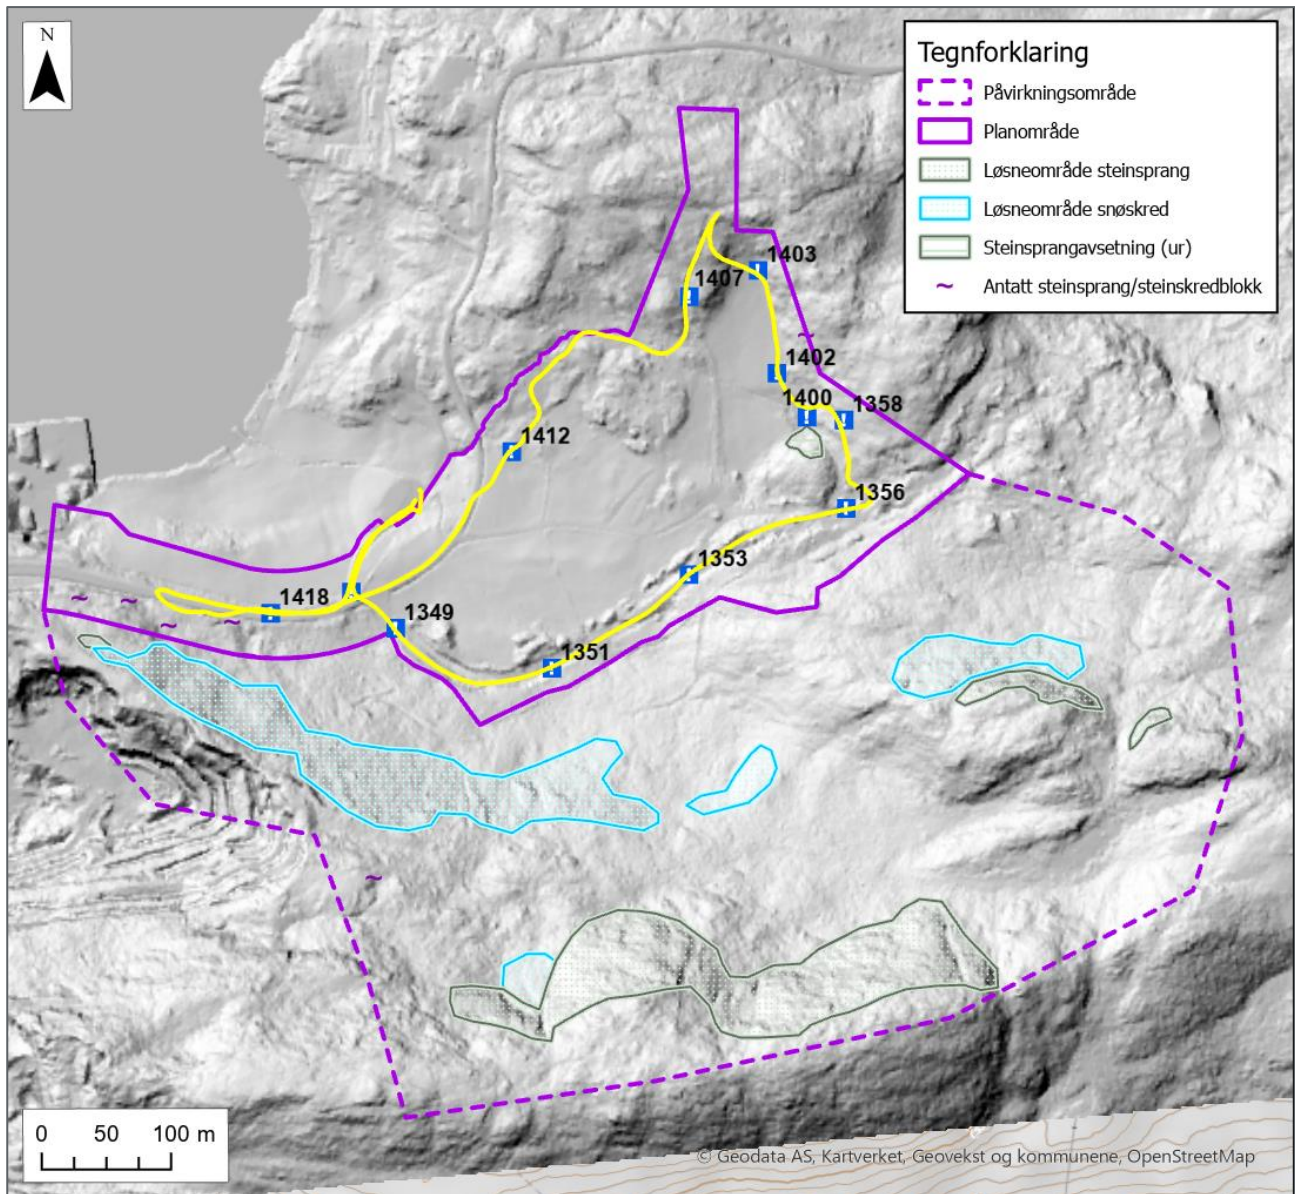 N
Tegnforklaring
Påvirkningsområde
Planområde
Løsneområde steinsprang
Løsneområde snøskred
Steinsprangavsetning (ur)
Antatt steinsprang/steinskredblokk
1403
1407
1402
1400
1358
1412
1356
1353
1418
1349
1351
0 50 100 m
© Geodata AS, Kartverket, Geovekst og kommunene, OpenStreetMap